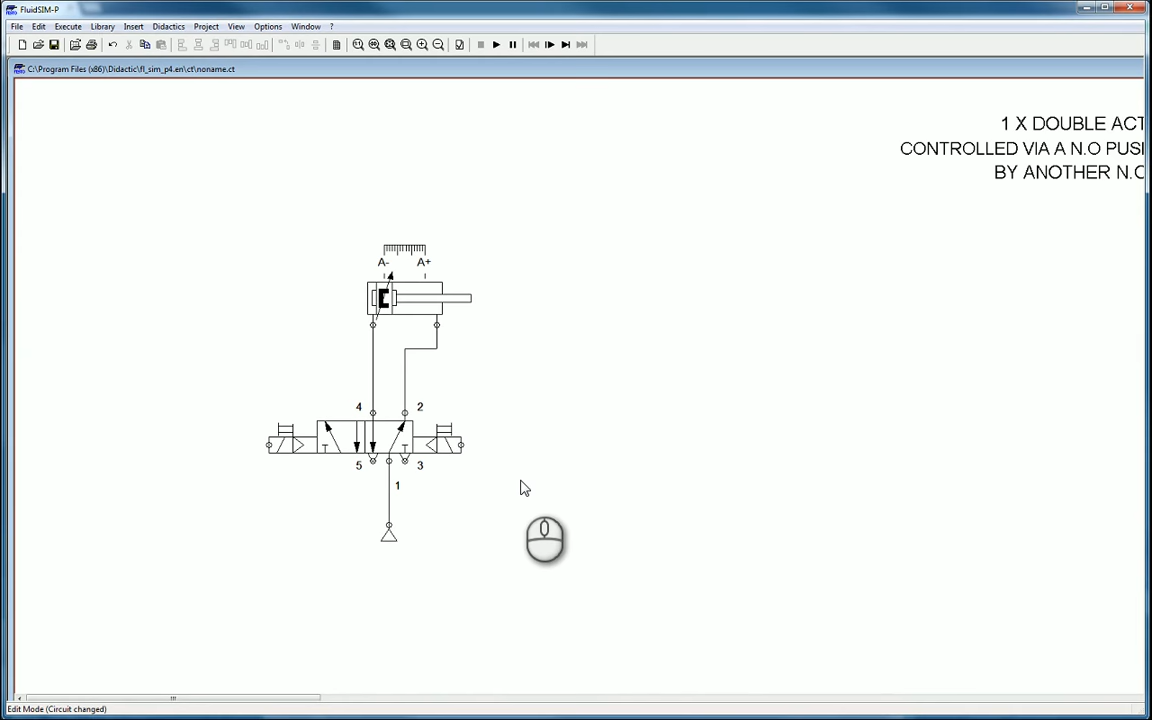 FluidSIM-P
File Edit Execute Library Insert Didactics Project View Options Window ?
C:\Program Files (x86)\Didactic\fl_sim_p4.en\ct\noname.ct
1 X DOUBLE ACT
CONTROLLED VIA A N.O PUS
BY ANOTHER N.O
A- A+
4 2
5 3
1
Edit Mode (Circuit changed)